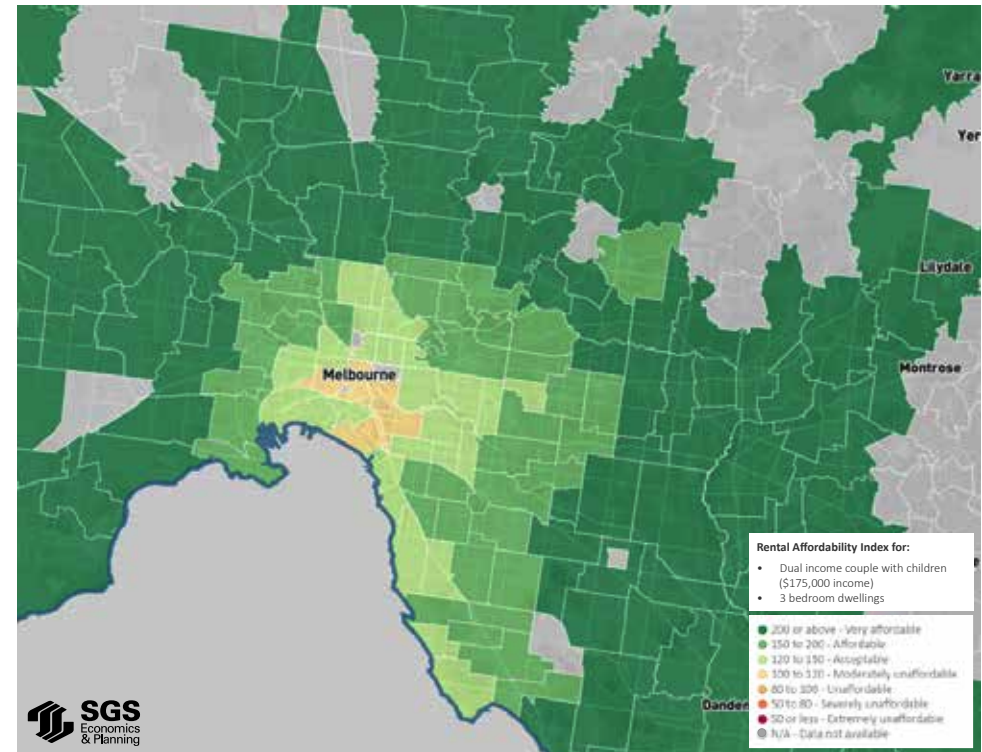 Yarra
Yer
Lilydale
Melbourne
Montrose
Rental Affordability Index for:
• Dual income couple with children
($175,000 income)
• 3 bedroom dwellings
e
200 or above - Very affordable
150 to 200 - Affordable
120 to 150 - Acceptable
100 to 120 - Moderately unaffordable
80 to 100 - Unaffordable
50 to 80 - Severely unaffordable
50 or less - Extremely unaffordable
N/A - Data not available
Danden
SGS
Economics
& Planning